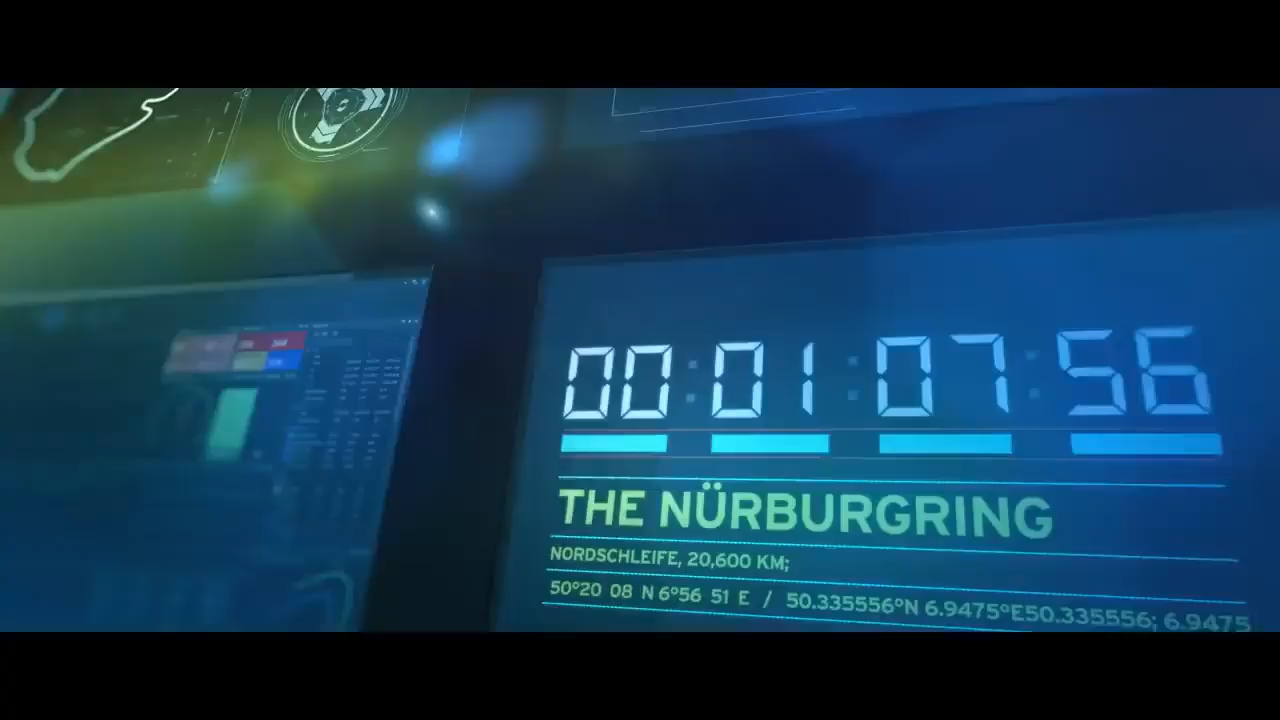 00:01:07:56
THE NÜRBURGRING
NORDSCHLEIFE, 20,600 KM;
50°20 08 N 6°56 51 E / 50.335556°N 6.9475°E50.335556; 6.9475